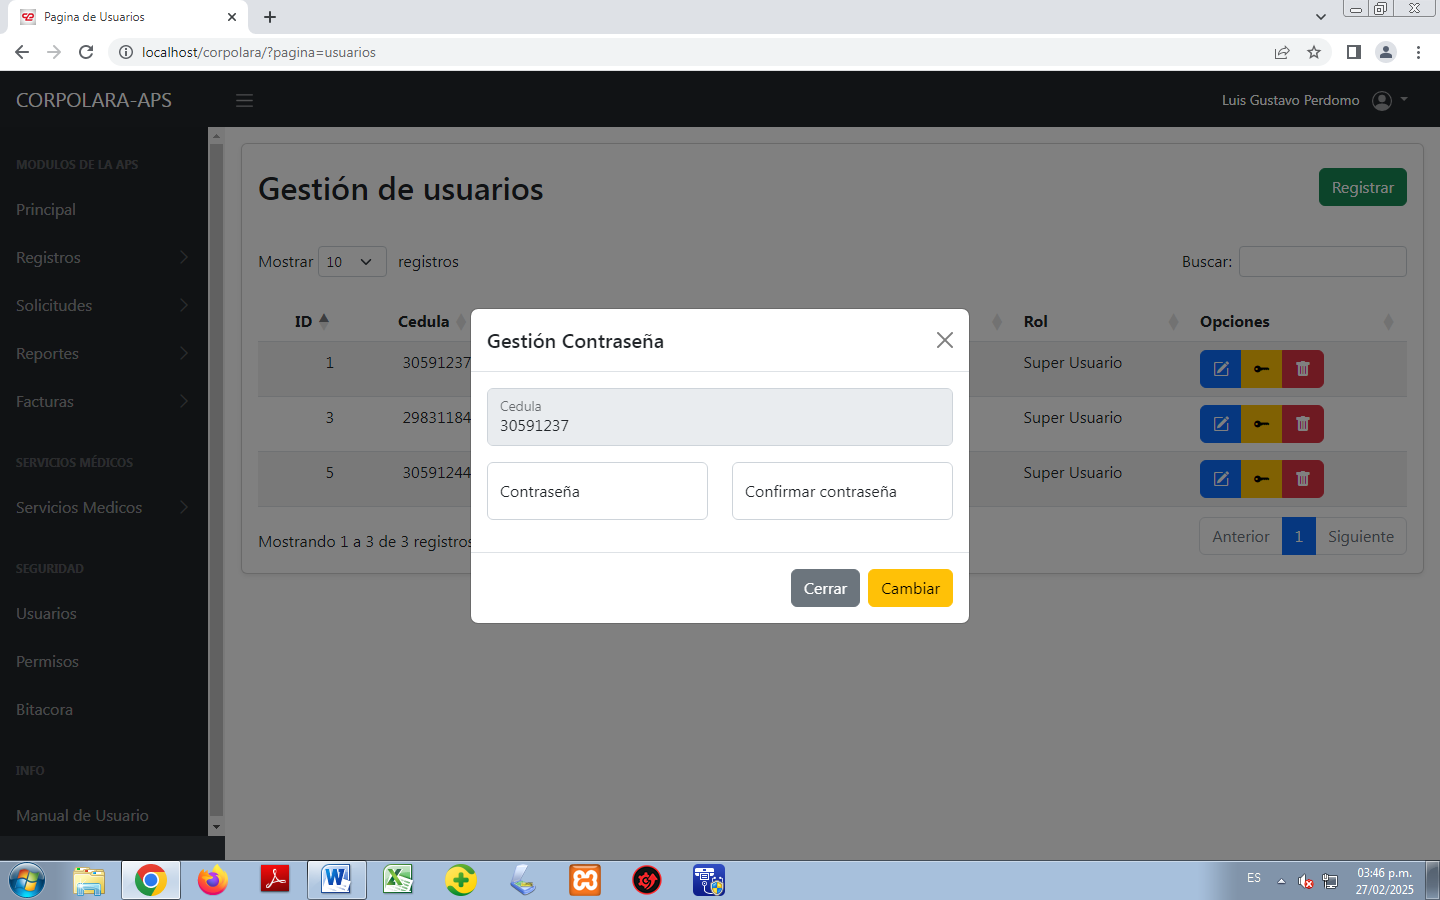 Pagina de Usuarios
localhost/corpolara/?pagina=usuarios
CORPOLARA-APS
Luis Gustavo Perdomo
MODULOS DE LA APS
Principal
Registros
Solicitudes
Reportes
Facturas
SERVICIOS MÉDICOS
Servicios Medicos
SEGURIDAD
Usuarios
Permisos
Bitacora
INFO
Manual de Usuario
Gestión de usuarios
Registrar
Mostrar 10 registros
Buscar:
ID Cedula Rol Opciones
1 30591237 Super Usuario
3 29831184 Super Usuario
5 30591244 Super Usuario
Mostrando 1 a 3 de 3 registros
Anterior 1 Siguiente
Gestión Contraseña
Cedula
30591237
Contraseña
Confirmar contraseña
Cerrar
Cambiar
ES
03:46 p.m.
27/02/2025